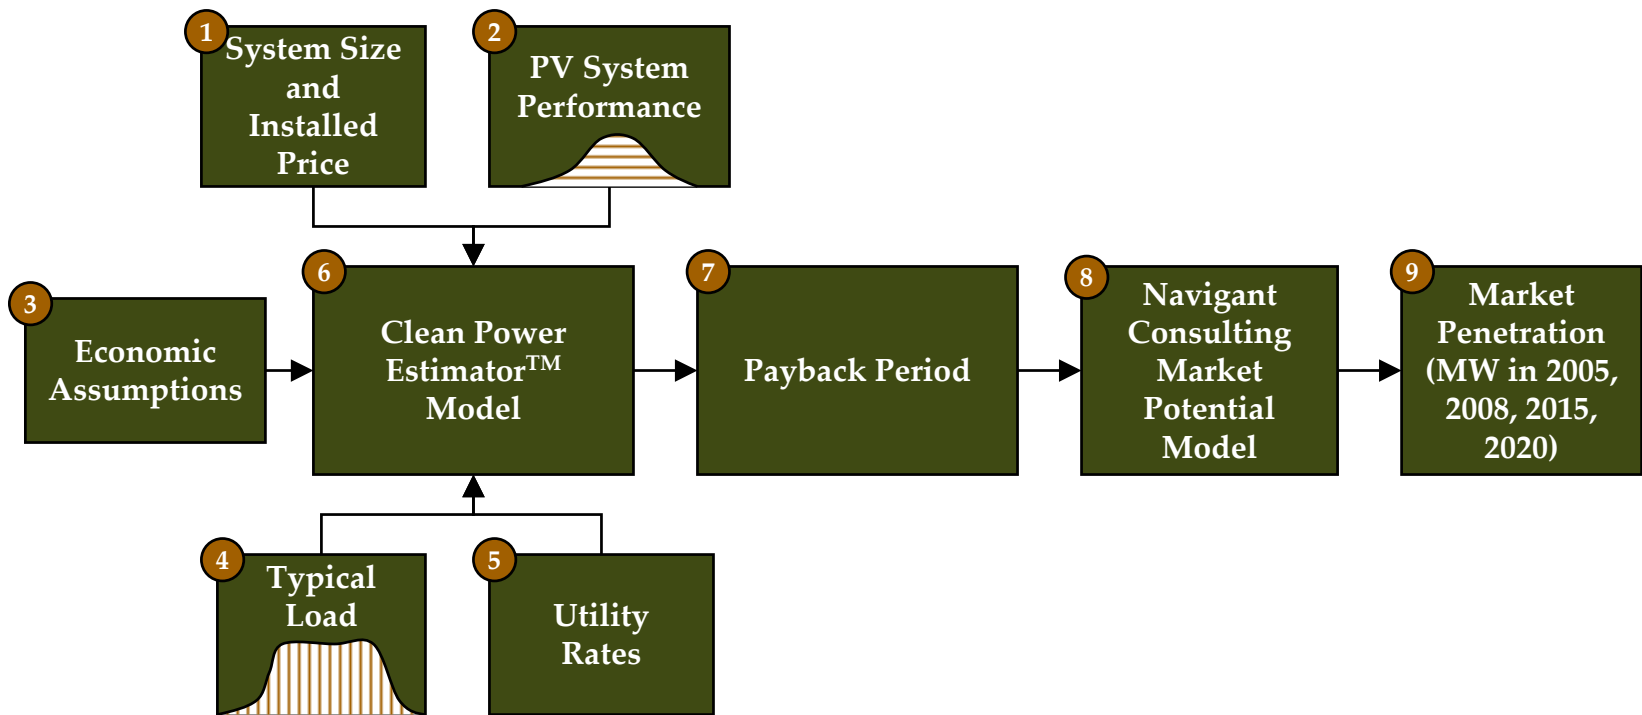 1
System Size
and
Installed
Price
2
PV System
Performance
3
Economic
Assumptions
6
Clean Power
Estimator™
Model
7
Payback Period
8
Navigant
Consulting
Market
Potential
Model
9
Market
Penetration
(MW in 2005,
2008, 2015,
2020)
4
Typical
Load
5
Utility
Rates